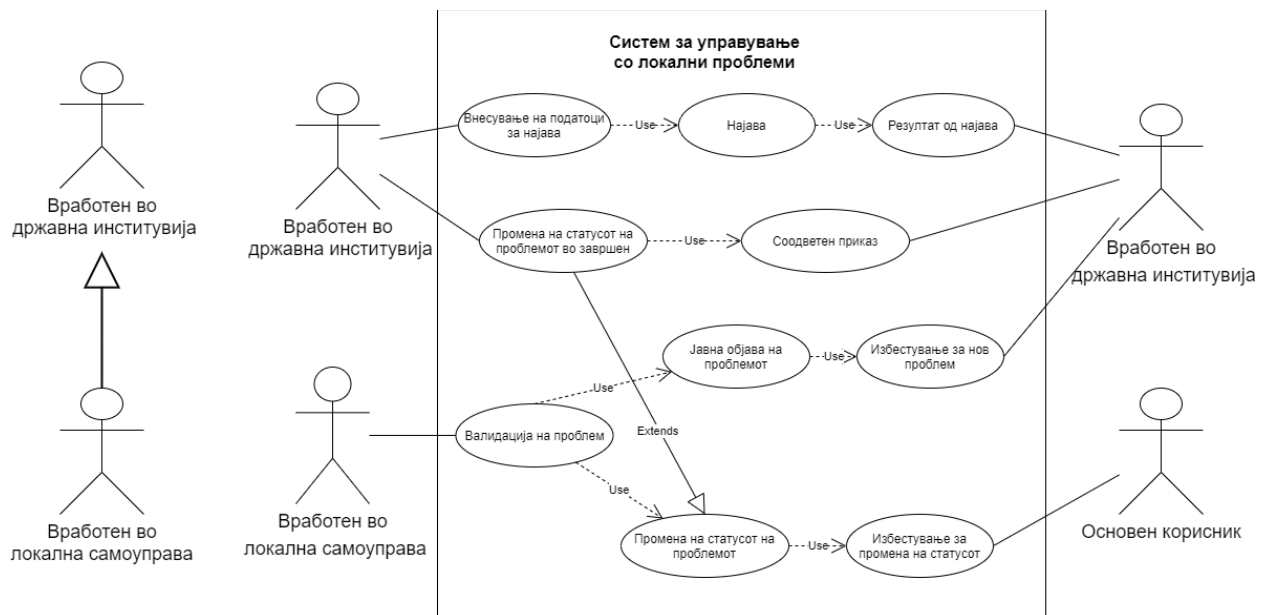 Систем за управување
со локални проблеми
Вработен во
државна институвија
Вработен во
локална самоуправа
Вработен во
државна институвија
Вработен во
локална самоуправа
Внесување на податоци
за најава
Use
Најава
Use
Резултат од најава
Промена на статусот на
проблемот во завршен
Use
Соодветен приказ
Јавна објава на
проблемот
Use
Избестување за нов
проблем
Use
Валидација на проблем
Extends
Use
Промена на статусот на
проблемот
Use
Избестување за
промена на статусот
Вработен во
државна институвија
Основен корисник